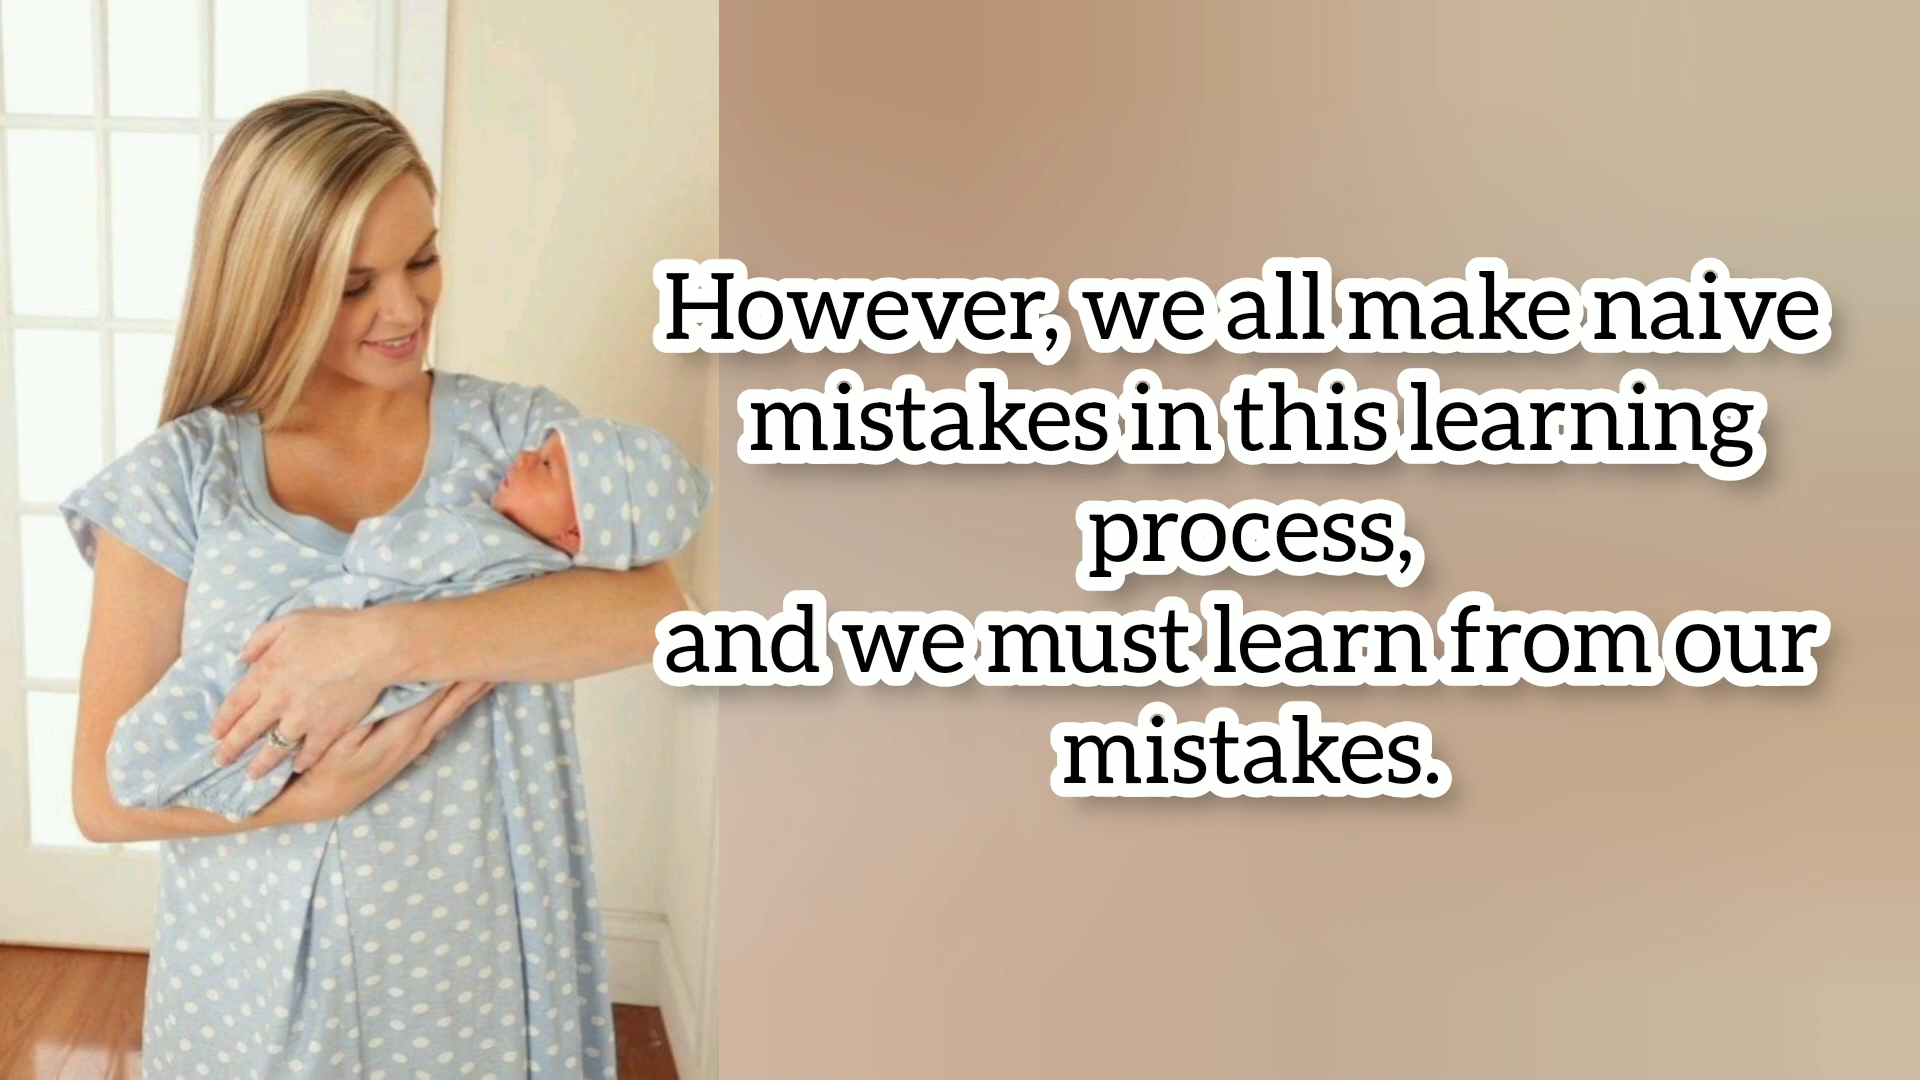 However, we all make naive
mistakes in this learning
process,
and we must learn from our
mistakes.